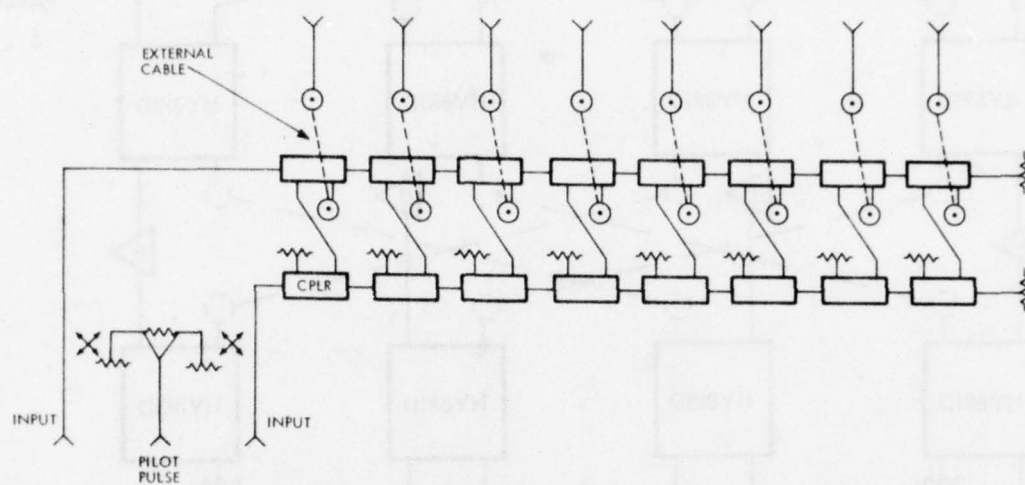 EXTERNAL
CABLE
CPLR
INPUT
INPUT
PILOT
PULSE